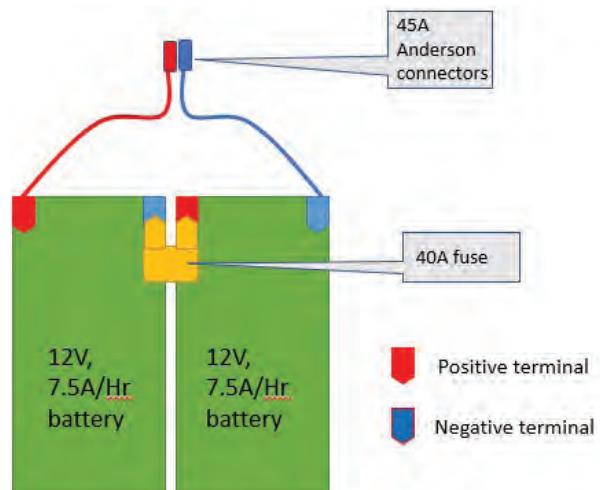 45A
Anderson
connectors
40A fuse
12V,
7.5A/Hr
battery
12V,
7.5A/Hr
battery
Positive terminal
Negative terminal